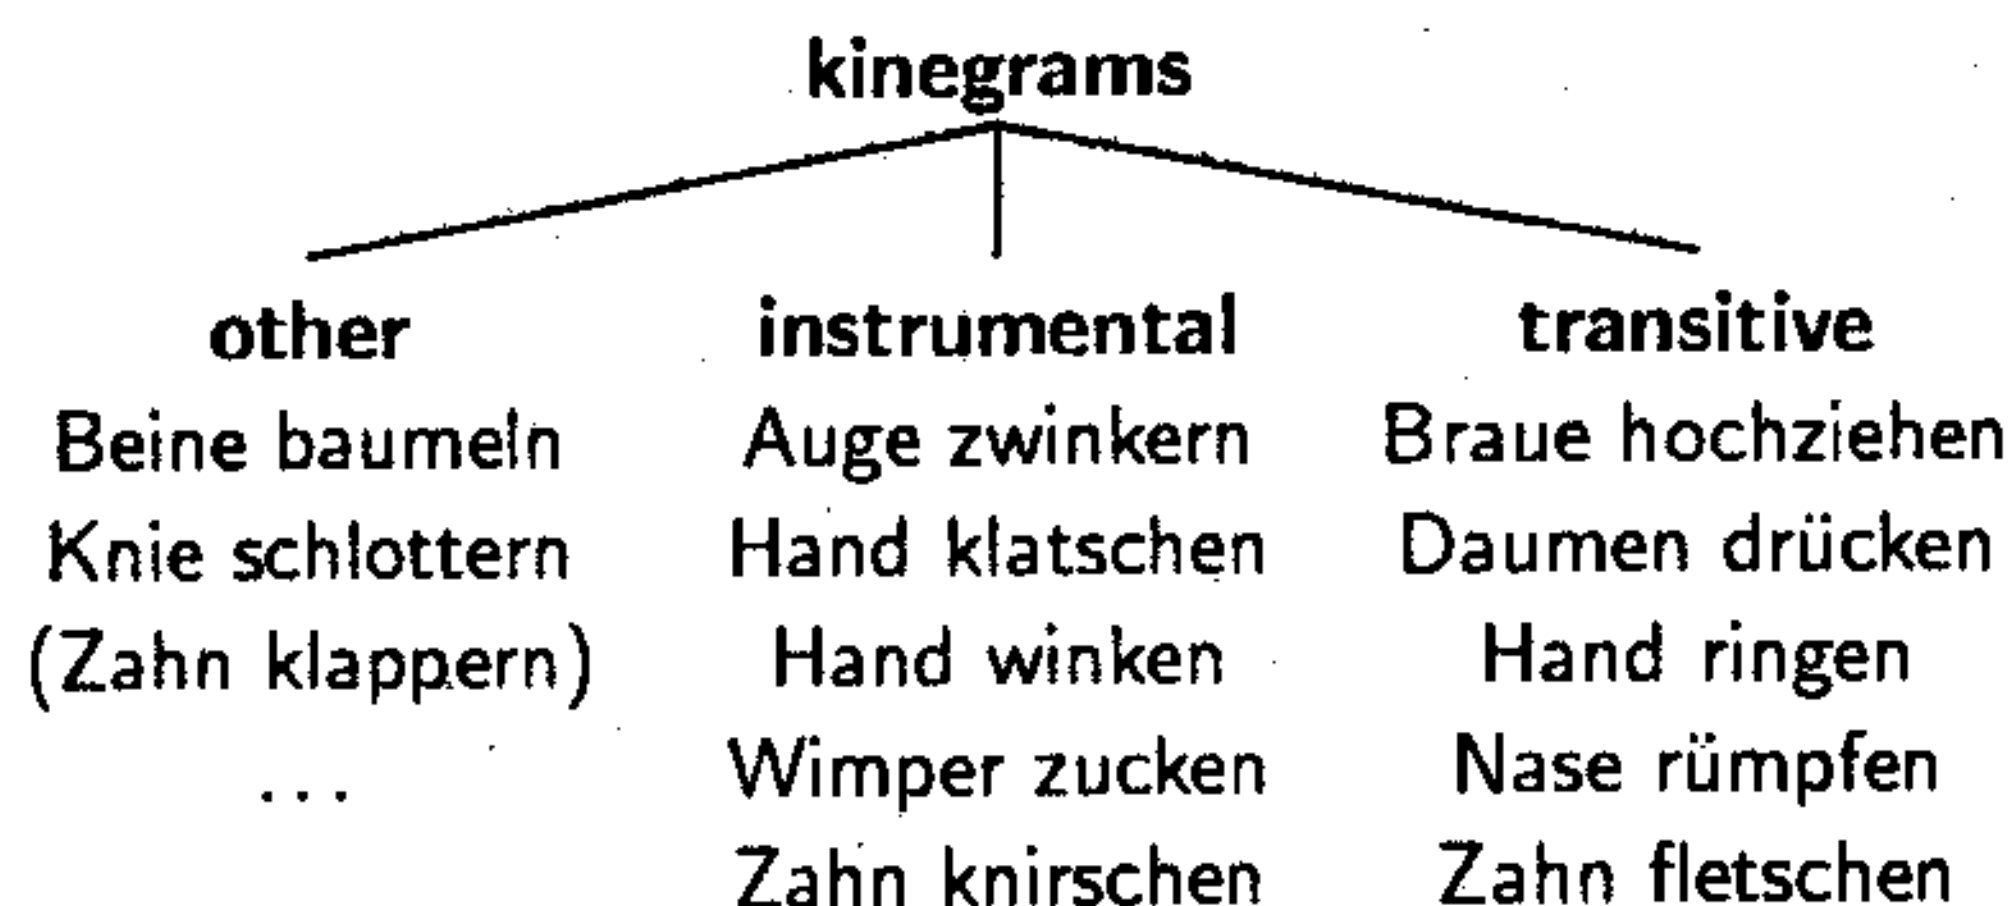 kinegrams
other instrumental transitive
Beine baumeln Auge zwinkern Braue hochziehen
Knie schlottern Hand klatschen Daumen drücken
(Zahn klappern) Hand winken Hand ringen
... Wimper zucken Nase rümpfen
Zahn knirschen Zahn fletschen